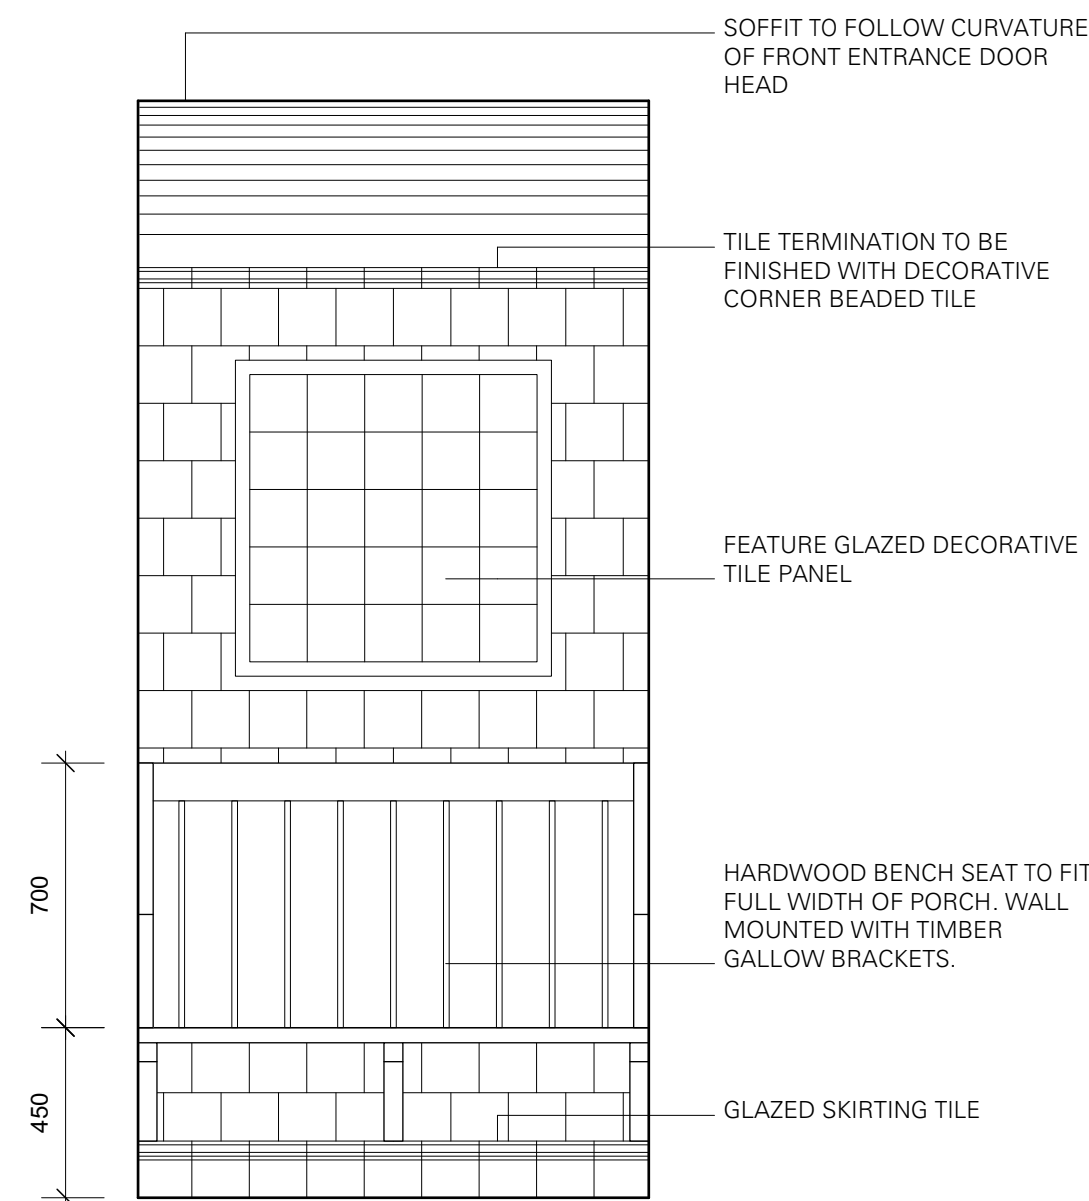 SOFFIT TO FOLLOW CURVATURE
OF FRONT ENTRANCE DOOR
HEAD
TILE TERMINATION TO BE
FINISHED WITH DECORATIVE
CORNER BEADED TILE
FEATURE GLAZED DECORATIVE
TILE PANEL
700
HARDWOOD BENCH SEAT TO FIT
FULL WIDTH OF PORCH. WALL
MOUNTED WITH TIMBER
GALLOW BRACKETS.
450
GLAZED SKIRTING TILE